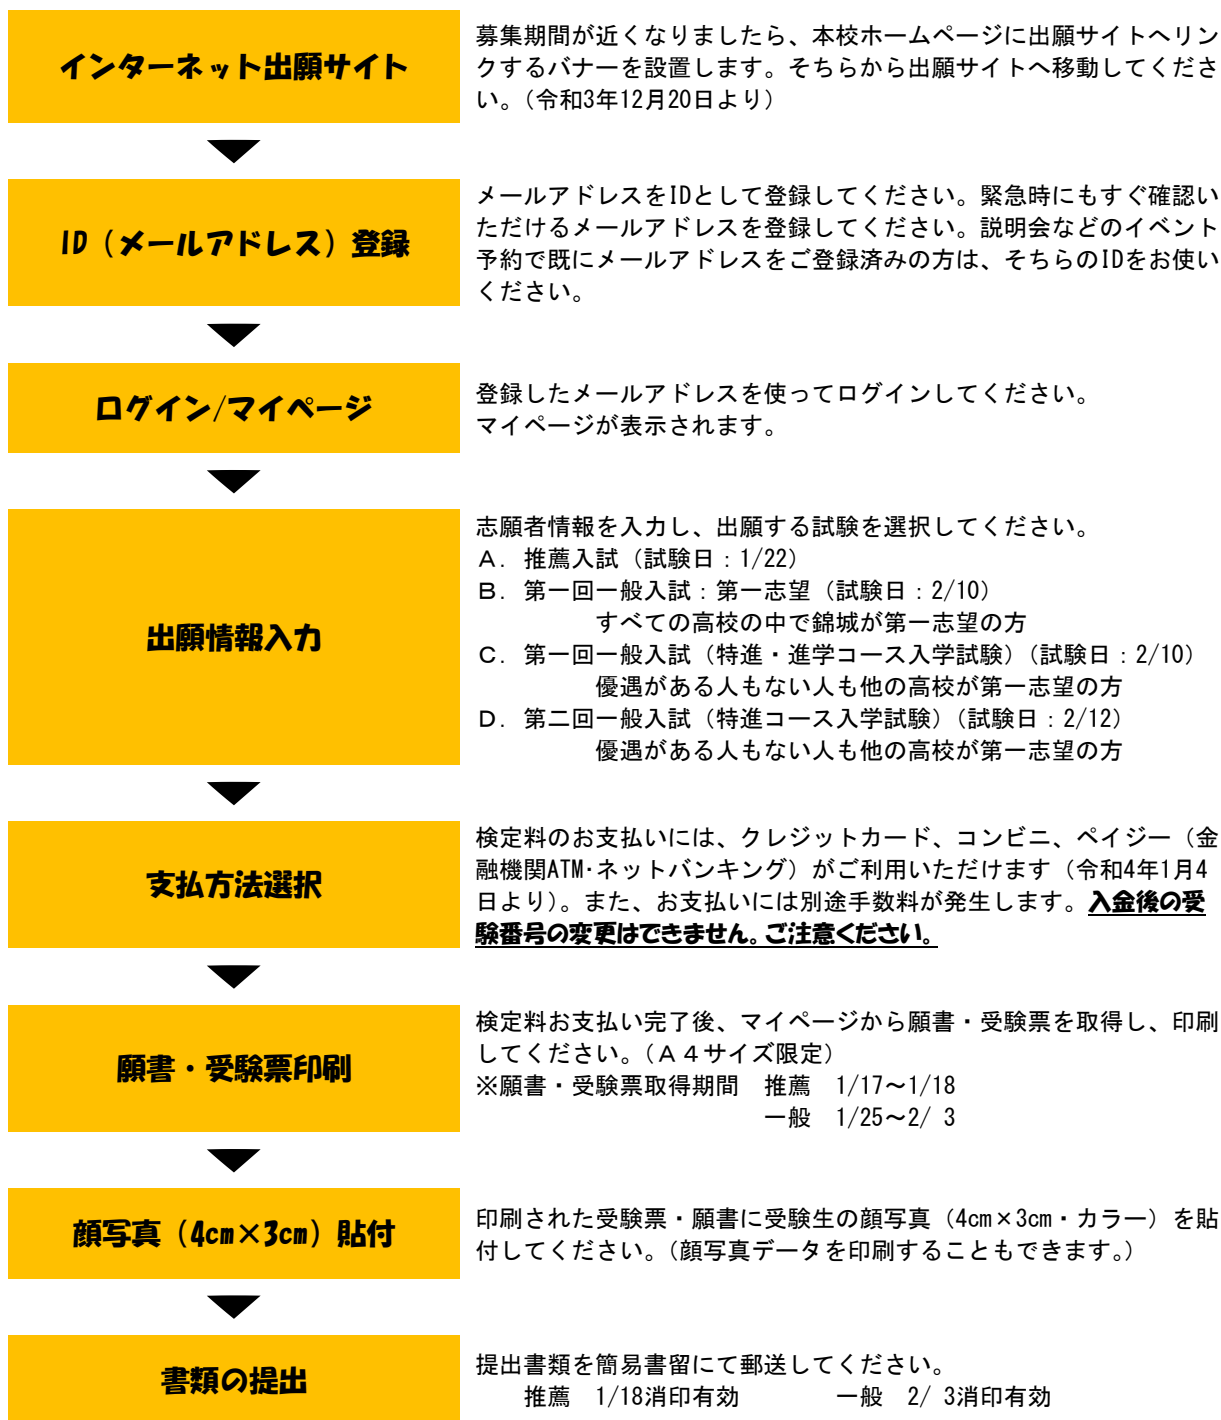 インターネット出願サイト
募集期間が近くなりましたら、本校ホームページに出願サイトへリン
クするバナーを設置します。そちらから出願サイトへ移動してくださ
い。（令和3年12月20日より）
ID（メールアドレス）登録
メールアドレスをIDとして登録してください。緊急時にもすぐ確認い
ただけるメールアドレスを登録してください。説明会などのイベント
予約で既にメールアドレスをご登録済みの方は、そちらのIDをお使い
ください。
ログイン/マイページ
登録したメールアドレスを使ってログインしてください。
マイページが表示されます。
出願情報入力
志願者情報を入力し、出願する試験を選択してください。
Ａ．推薦入試（試験日：1/22）
Ｂ．第一回一般入試：第一志望（試験日：2/10）
すべての高校の中で錦城が第一志望の方
Ｃ．第一回一般入試（特進・進学コース入学試験）（試験日：2/10）
優遇がある人もない人も他の高校が第一志望の方
Ｄ．第二回一般入試（特進コース入学試験）（試験日：2/12）
優遇がある人もない人も他の高校が第一志望の方
支払方法選択
検定料のお支払いには、クレジットカード、コンビニ、ペイジー（金
融機関ATM･ネットバンキング）がご利用いただけます（令和4年1月4
日より）。また、お支払いには別途手数料が発生します。入金後の受
験番号の変更はできません。ご注意ください。
願書・受験票印刷
検定料お支払い完了後、マイページから願書・受験票を取得し、印刷
してください。（Ａ４サイズ限定）
※願書・受験票取得期間　推薦　1/17～1/18
一般　1/25～2/ 3
顔写真（4cm×3cm）貼付
印刷された受験票・願書に受験生の顔写真（4cm×3cm・カラー）を貼
付してください。（顔写真データを印刷することもできます。）
書類の提出
提出書類を簡易書留にて郵送してください。
推薦　1/18消印有効　　　　一般　2/ 3消印有効